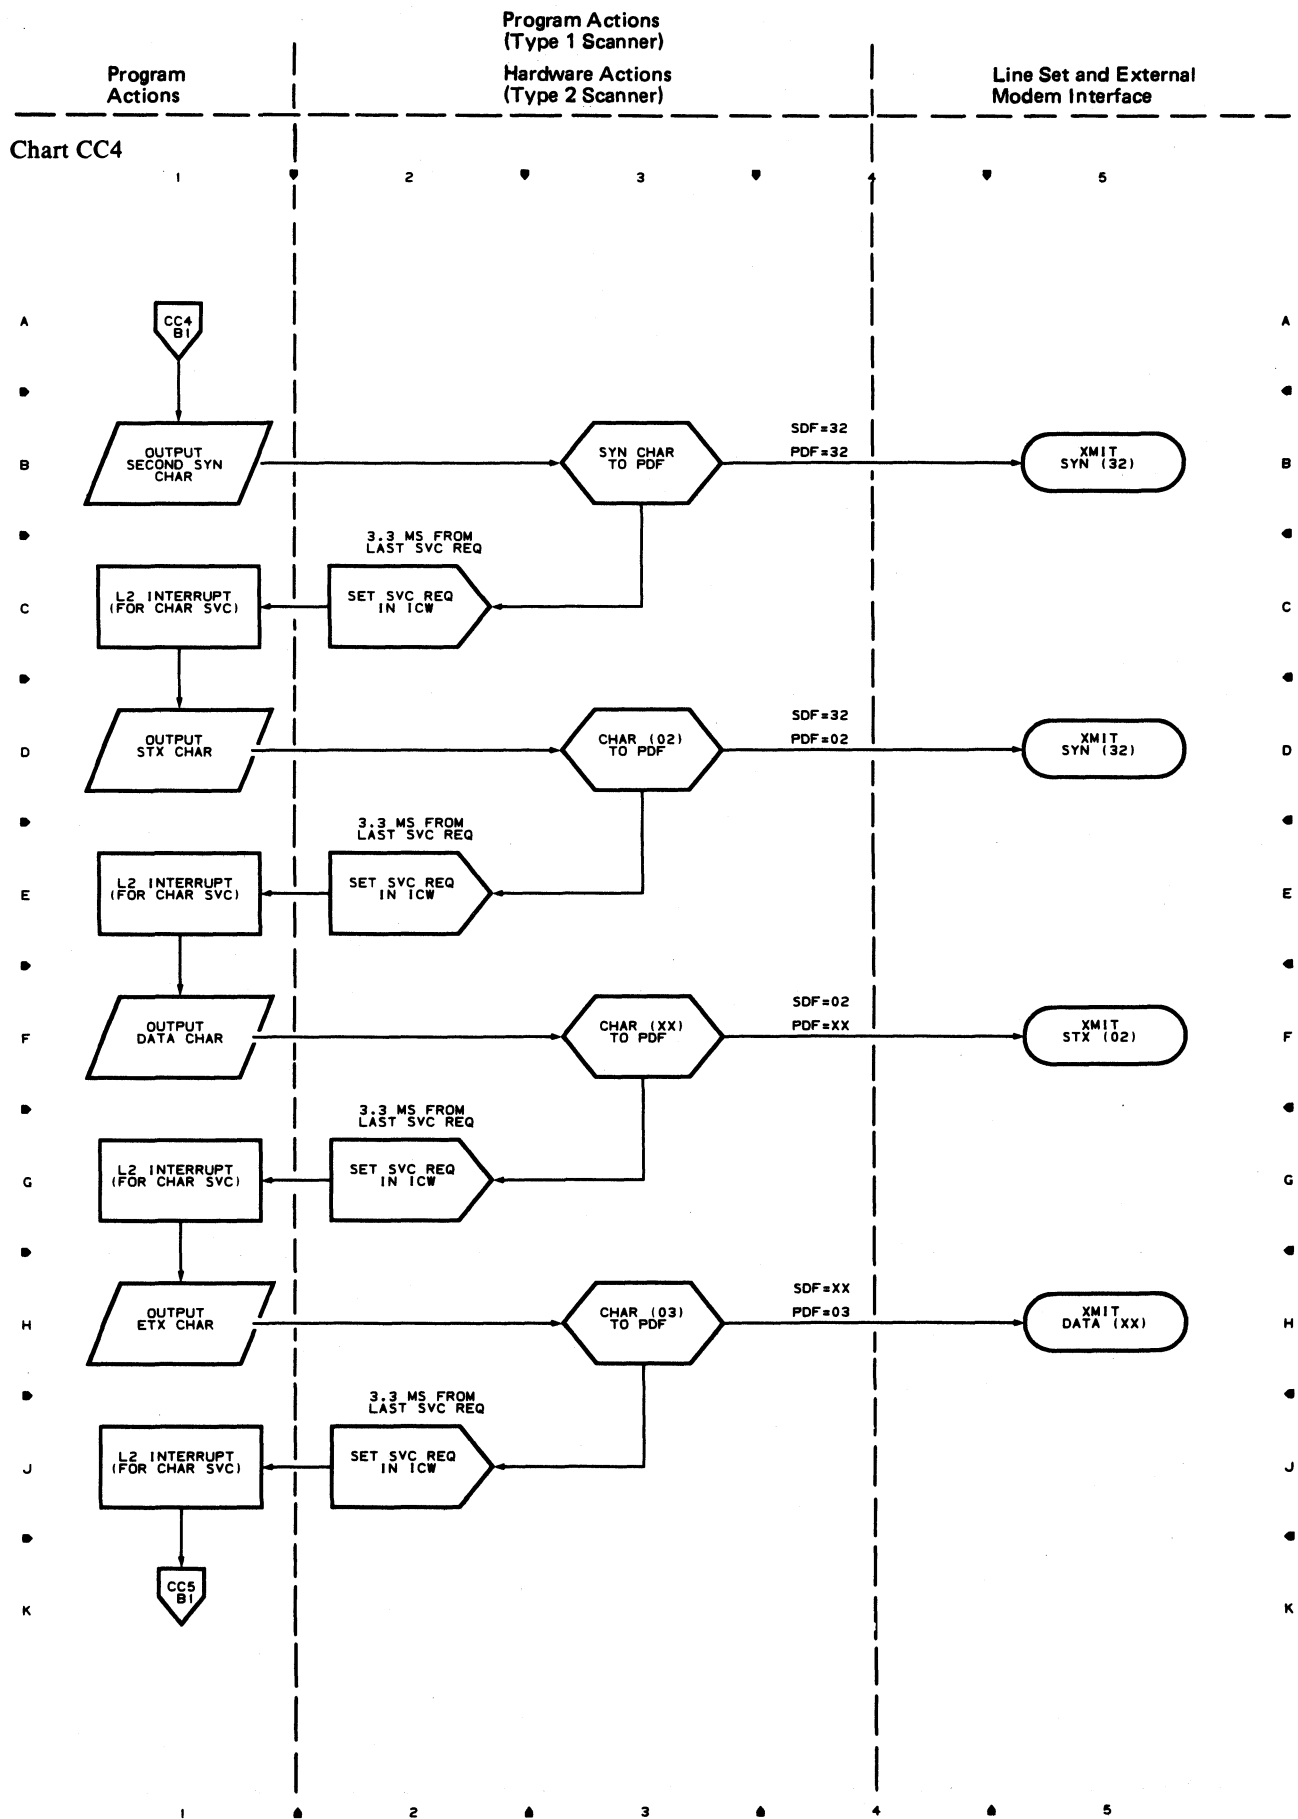 Program Actions
(Type 1 Scanner)
Program
Actions
Hardware Actions
(Type 2 Scanner)
Line Set and External
Modem Interface
Chart CC4
1 2 3 4 5
A
CC4
B1
A
B
OUTPUT
SECOND SYN
CHAR
SYN CHAR
TO PDF
SDF=32
PDF=32
XMIT
SYN (32)
B
3.3 MS FROM
LAST SVC REQ
C
L2 INTERRUPT
(FOR CHAR SVC)
SET SVC REQ
IN ICW
C
D
OUTPUT
STX CHAR
CHAR (02)
TO PDF
SDF=32
PDF=02
XMIT
SYN (32)
D
3.3 MS FROM
LAST SVC REQ
E
L2 INTERRUPT
(FOR CHAR SVC)
SET SVC REQ
IN ICW
E
F
OUTPUT
DATA CHAR
CHAR (XX)
TO PDF
SDF=02
PDF=XX
XMIT
STX (02)
F
3.3 MS FROM
LAST SVC REQ
G
L2 INTERRUPT
(FOR CHAR SVC)
SET SVC REQ
IN ICW
G
H
OUTPUT
ETX CHAR
CHAR (03)
TO PDF
SDF=XX
PDF=03
XMIT
DATA (XX)
H
3.3 MS FROM
LAST SVC REQ
J
L2 INTERRUPT
(FOR CHAR SVC)
SET SVC REQ
IN ICW
J
K
CC5
B1
K
1 2 3 4 5